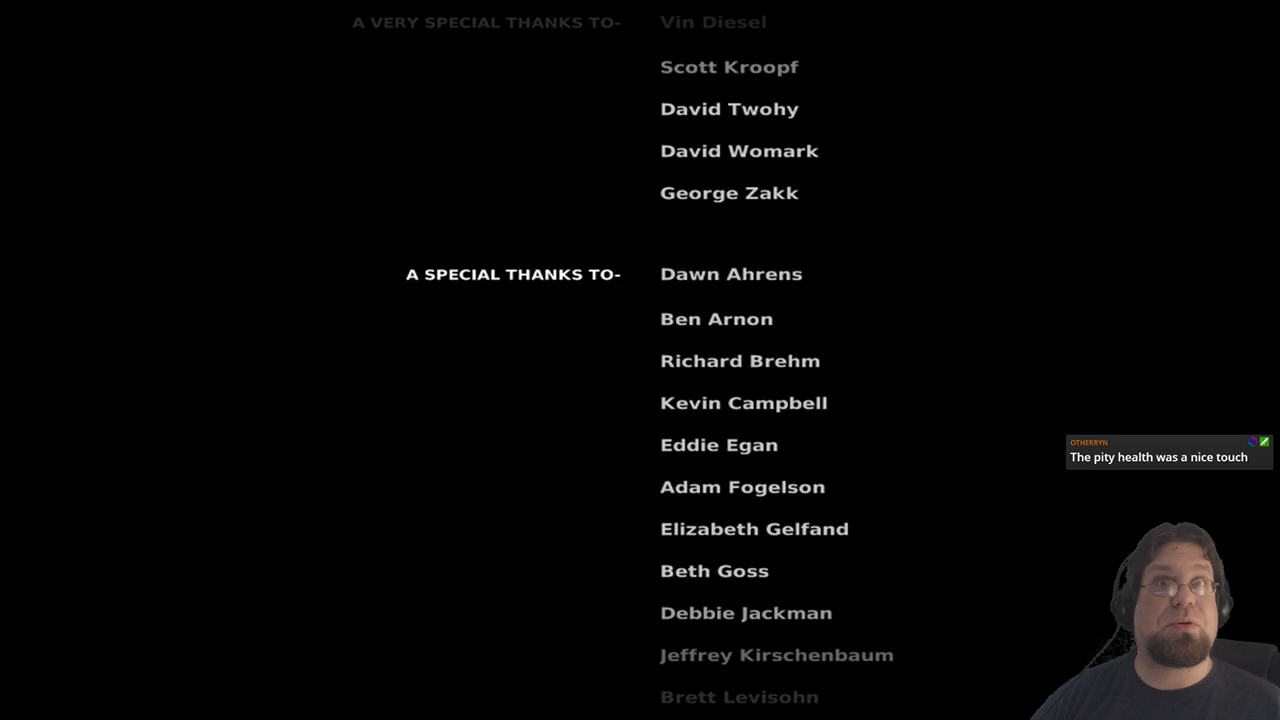 A VERY SPECIAL THANKS TO- Vin Diesel
Scott Kroopf
David Twohy
David Womark
George Zakk
A SPECIAL THANKS TO- Dawn Ahrens
Ben Arnon
Richard Brehm
Kevin Campbell
Eddie Egan
Adam Fogelson
Elizabeth Gelfand
Beth Goss
Debbie Jackman
Jeffrey Kirschenbaum
Brett Levisohn
OTHERRYN
The pity health was a nice touch